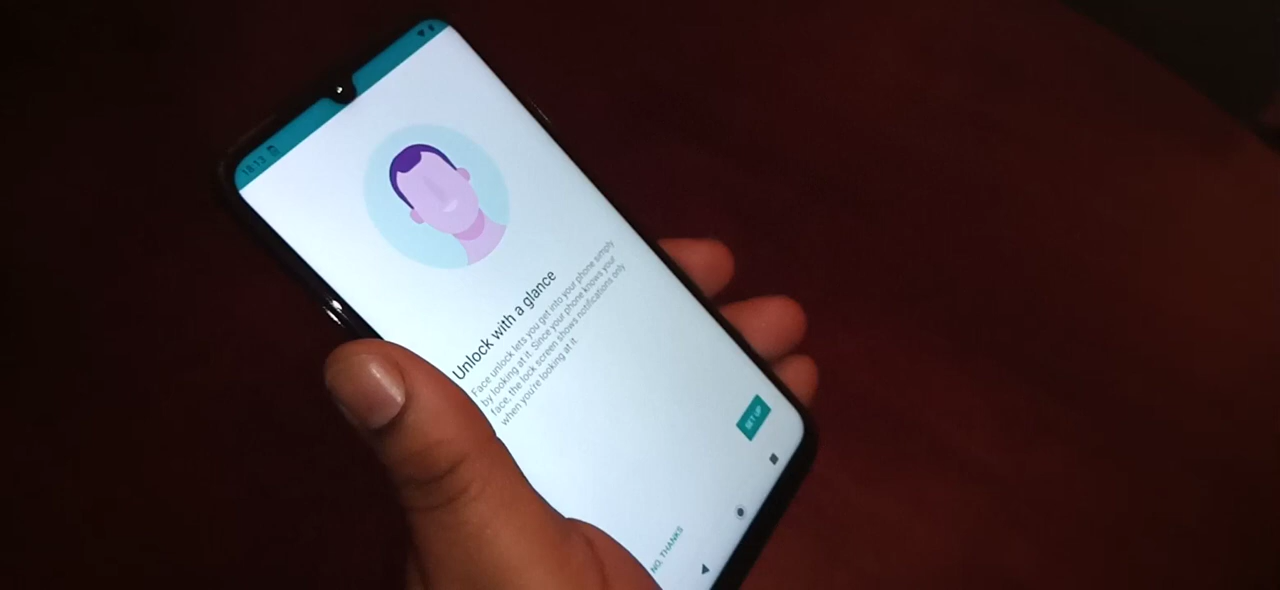 18:13
Unlock with a glance
Face unlock lets you get into your phone simply
by looking at it. Since your phone knows your
face, the lock screen shows notifications only
when you're looking at it.
SET UP
NO, THANKS